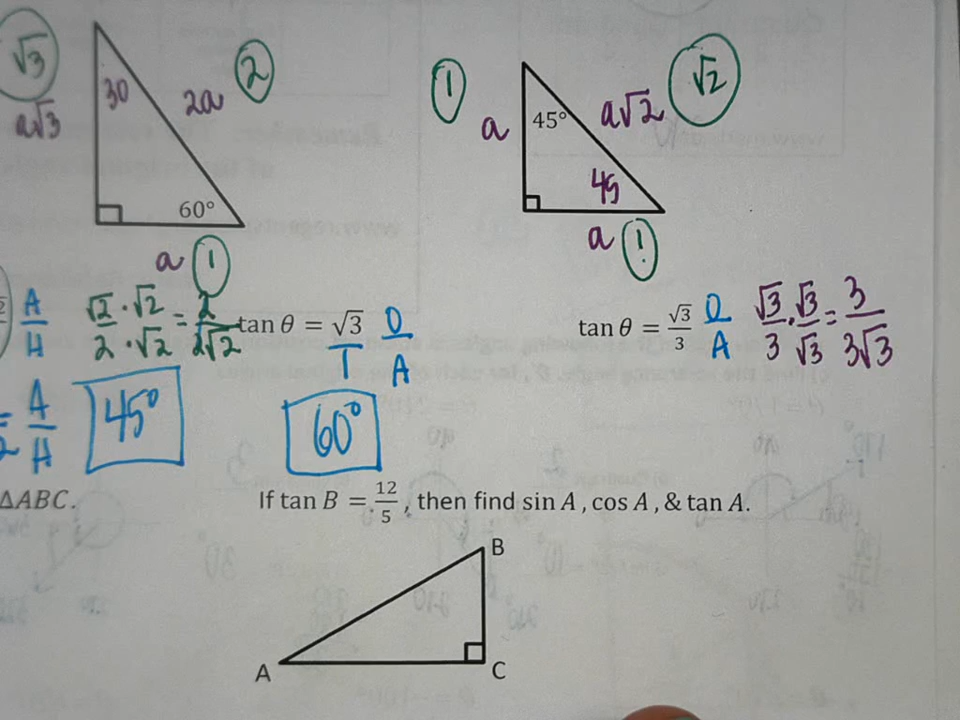 √3
30
2a
2
a√3
60°
a
1
1
√2
45°
a
a√2
45
a
1
A/H
√2/2 · √2/√2 = 2/2√2
tan θ = √3/1 O/A
tan θ = √3/3 O/A
√3/3 · √3/√3 = 3/3√3
A/H
45°
60°
ΔABC.
If tan B = 12/5, then find sin A, cos A, & tan A.
B
A
C